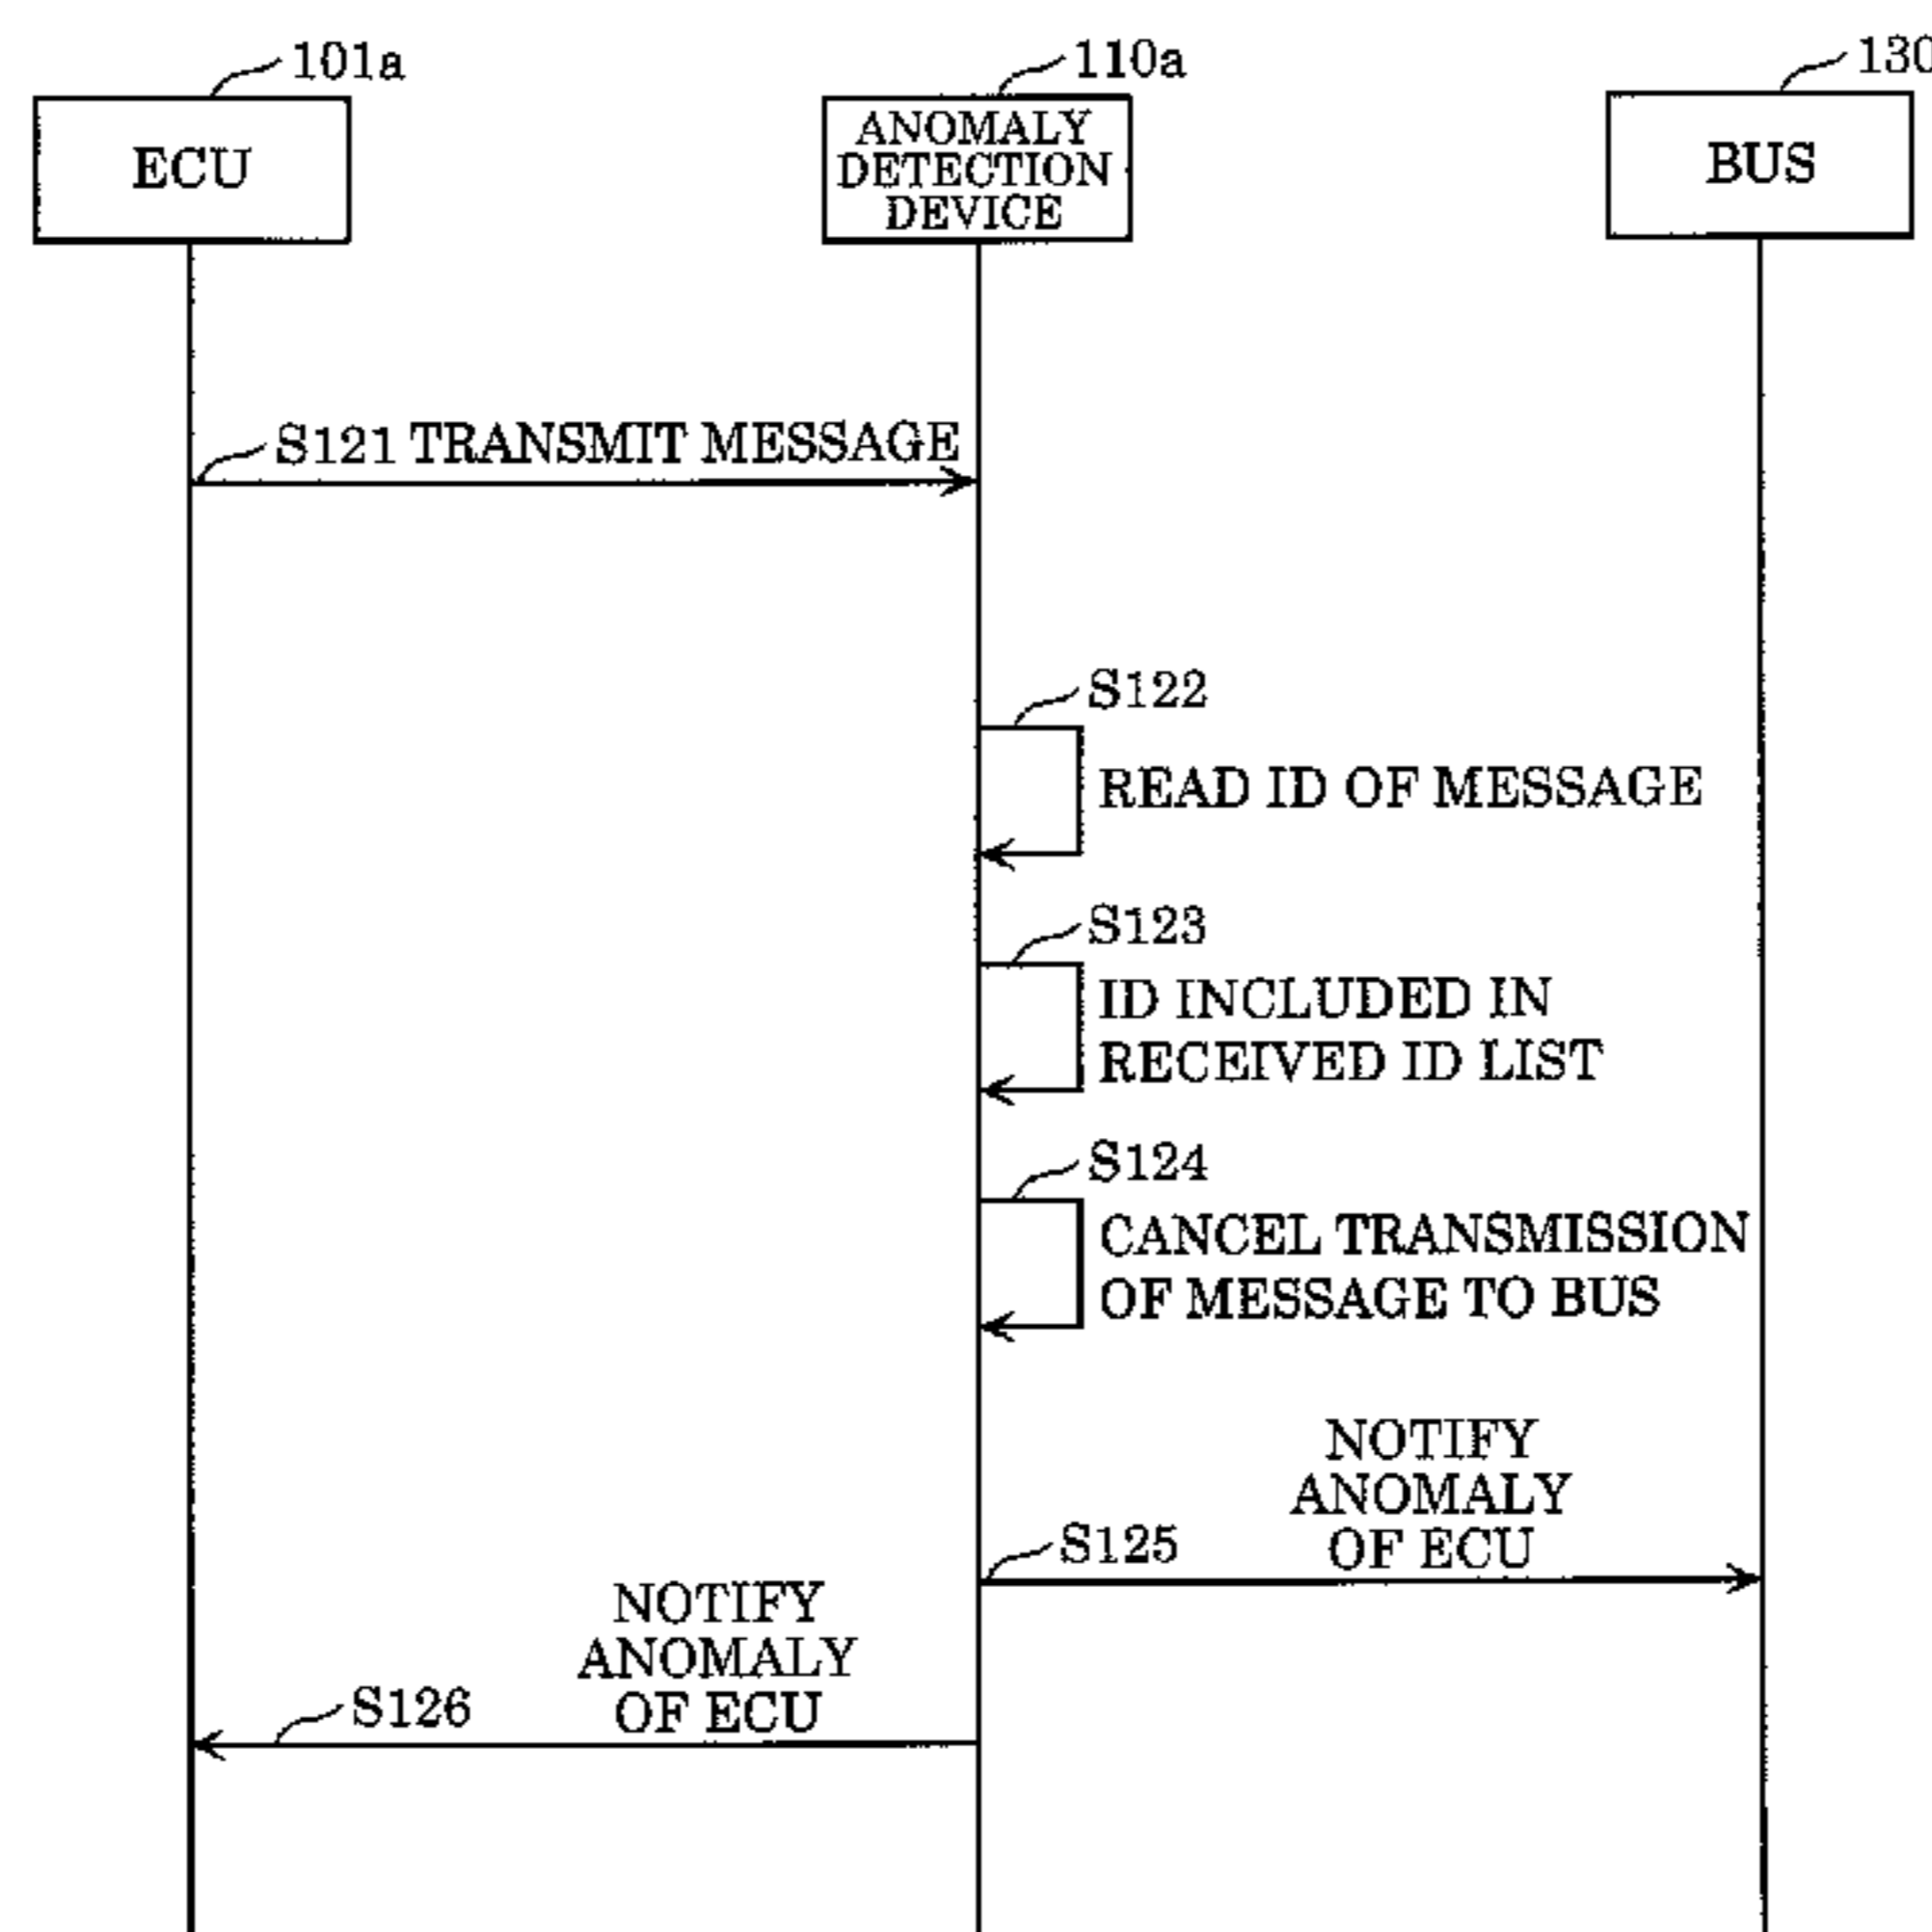 101a
110a
130
ECU
ANOMALY
DETECTION
DEVICE
BUS
S121 TRANSMIT MESSAGE
S122
READ ID OF MESSAGE
S123
ID INCLUDED IN
RECEIVED ID LIST
S124
CANCEL TRANSMISSION
OF MESSAGE TO BUS
NOTIFY
ANOMALY
OF ECU
S125
NOTIFY
ANOMALY
OF ECU
S126